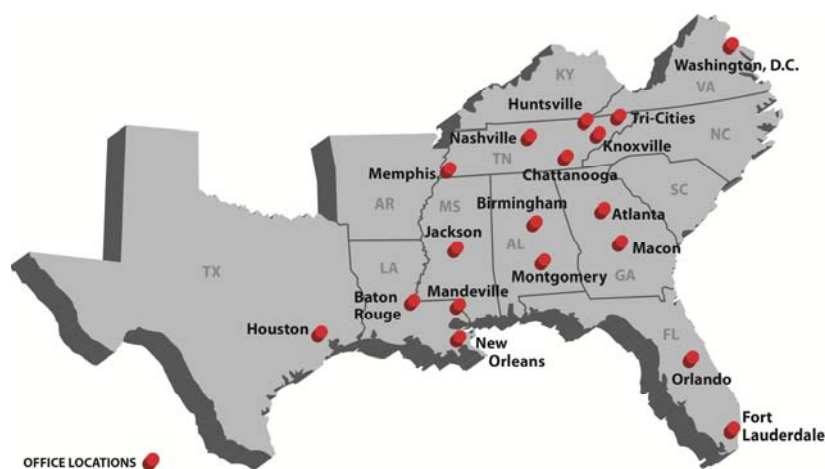 Washington, D.C.
KY
VA
Huntsville
Tri-Cities
Nashville
NC
Knoxville
TN
Memphis
Chattanooga
SC
AR
MS
Birmingham
Atlanta
Jackson
AL
Macon
TX
LA
Montgomery
GA
Baton
Rouge
Mandeville
Houston
New
Orleans
FL
Orlando
Fort
Lauderdale
OFFICE LOCATIONS